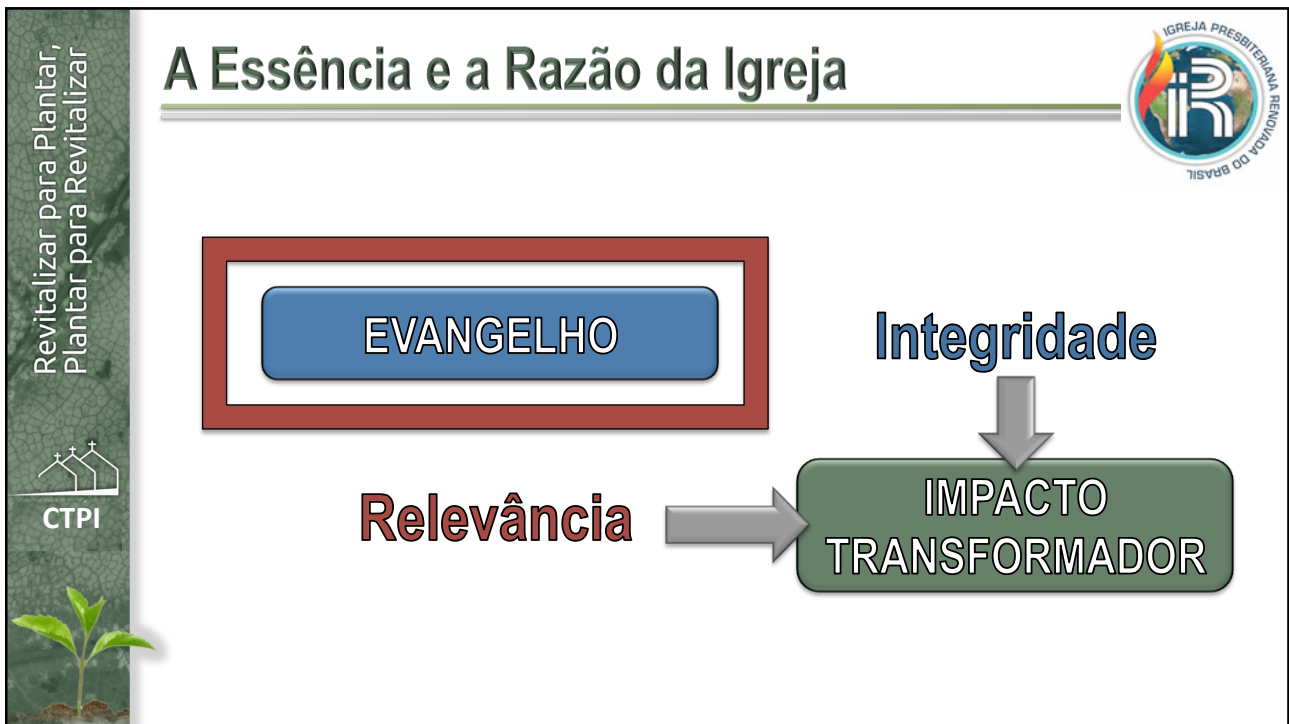 A Essência e a Razão da Igreja
IGREJA PRESBITERIANA RENOVADA DO BRASIL
IPR
Revitalizar para Plantar,
Plantar para Revitalizar
EVANGELHO
Integridade
Relevância
IMPACTO
TRANSFORMADOR
CTPI